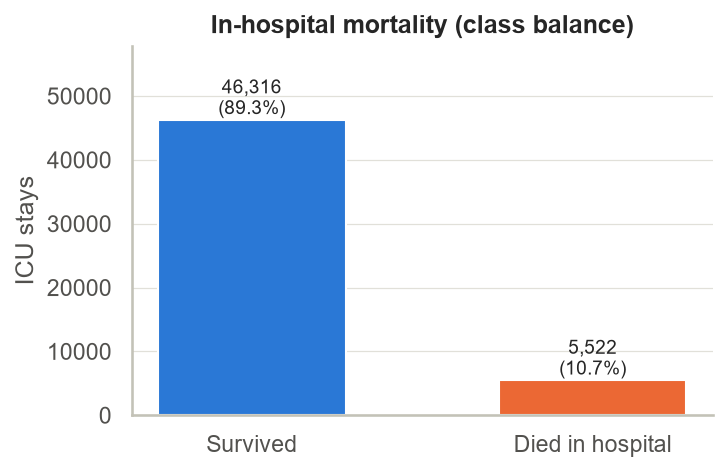 In-hospital mortality (class balance)
ICU stays
50000
40000
30000
20000
10000
0
46,316
(89.3%)
5,522
(10.7%)
Survived
Died in hospital